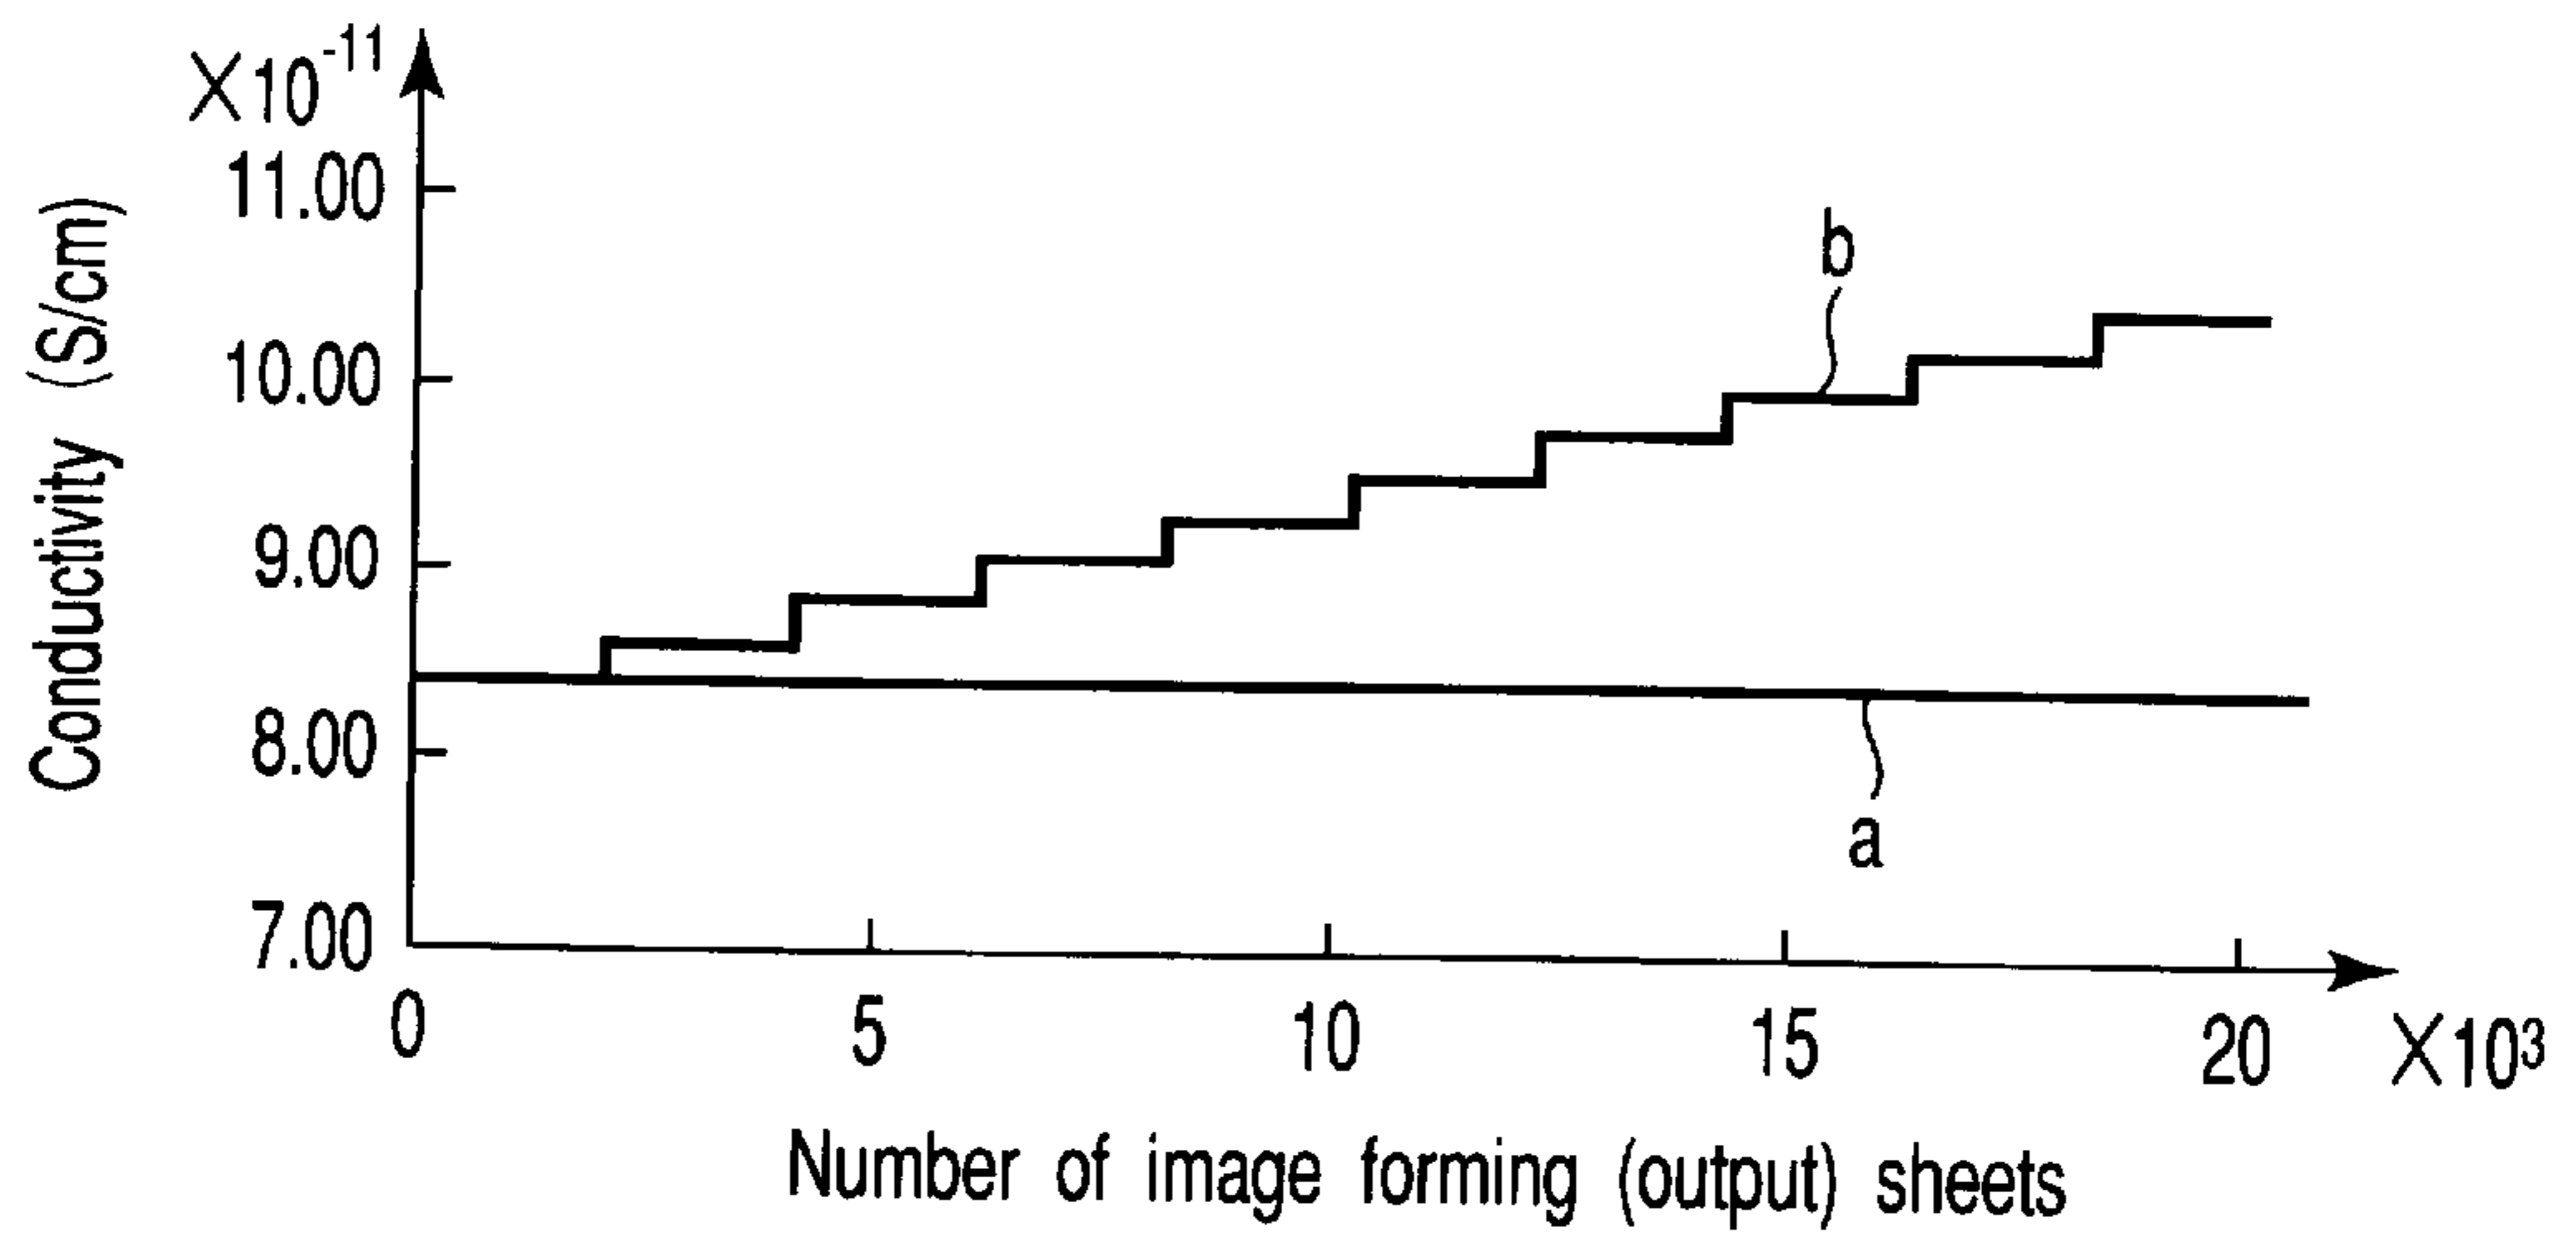 X10-11
11.00
10.00
9.00
8.00
7.00
Conductivity (S/cm)
b
a
0
5
10
15
20
X103
Number of image forming (output) sheets